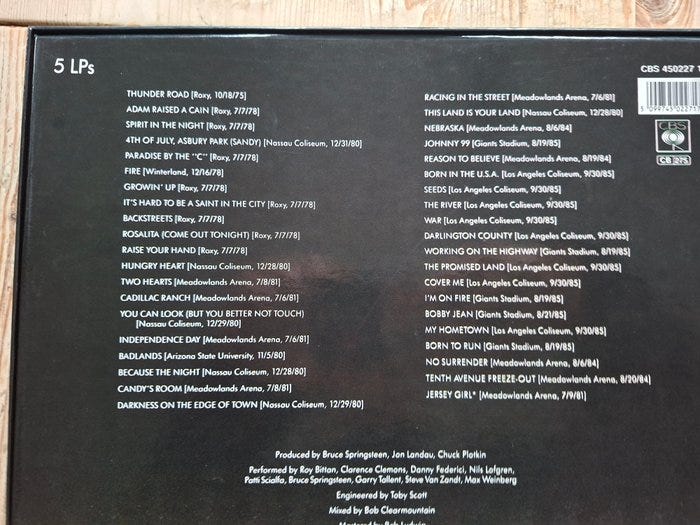 5 LPs
THUNDER ROAD [Roxy, 10/18/75]
ADAM RAISED A CAIN [Roxy, 7/7/78]
SPIRIT IN THE NIGHT [Roxy, 7/7/78]
4TH OF JULY, ASBURY PARK (SANDY) [Nassau Coliseum, 12/31/80]
PARADISE BY THE "C" [Roxy, 7/7/78]
FIRE [Winterland, 12/16/78]
GROWIN' UP [Roxy, 7/7/78]
IT'S HARD TO BE A SAINT IN THE CITY [Roxy, 7/7/78]
BACKSTREETS [Roxy, 7/7/78]
ROSALITA (COME OUT TONIGHT) [Roxy, 7/7/78]
RAISE YOUR HAND [Roxy, 7/7/78]
HUNGRY HEART [Nassau Coliseum, 12/28/80]
TWO HEARTS [Meadowlands Arena, 7/8/81]
CADILLAC RANCH [Meadowlands Arena, 7/6/81]
YOU CAN LOOK (BUT YOU BETTER NOT TOUCH)
[Nassau Coliseum, 12/29/80]
INDEPENDENCE DAY [Meadowlands Arena, 7/6/81]
BADLANDS [Arizona State University, 11/5/80]
BECAUSE THE NIGHT [Nassau Coliseum, 12/28/80]
CANDY'S ROOM [Meadowlands Arena, 7/8/81]
DARKNESS ON THE EDGE OF TOWN [Nassau Coliseum, 12/29/80]
CBS 450227 1
CBS
CB 275
RACING IN THE STREET [Meadowlands Arena, 7/6/81]
THIS LAND IS YOUR LAND [Nassau Coliseum, 12/28/80]
NEBRASKA [Meadowlands Arena, 8/6/84]
JOHNNY 99 [Giants Stadium, 8/19/85]
REASON TO BELIEVE [Meadowlands Arena, 8/19/84]
BORN IN THE U.S.A. [Los Angeles Coliseum, 9/30/85]
SEEDS [Los Angeles Coliseum, 9/30/85]
THE RIVER [Los Angeles Coliseum, 9/30/85]
WAR [Los Angeles Coliseum, 9/30/85]
DARLINGTON COUNTY [Los Angeles Coliseum, 9/30/85]
WORKING ON THE HIGHWAY [Giants Stadium, 8/19/85]
THE PROMISED LAND [Los Angeles Coliseum, 9/30/85]
COVER ME [Los Angeles Coliseum, 9/30/85]
I'M ON FIRE [Giants Stadium, 8/19/85]
BOBBY JEAN [Giants Stadium, 8/21/85]
MY HOMETOWN [Los Angeles Coliseum, 9/30/85]
BORN TO RUN [Giants Stadium, 8/19/85]
NO SURRENDER [Meadowlands Arena, 8/6/84]
TENTH AVENUE FREEZE-OUT [Meadowlands Arena, 8/20/84]
JERSEY GIRL* [Meadowlands Arena, 7/9/81]
Produced by Bruce Springsteen, Jon Landau, Chuck Plotkin
Performed by Roy Bittan, Clarence Clemons, Danny Federici, Nils Lofgren,
Patti Scialfa, Bruce Springsteen, Garry Tallent, Steve Van Zandt, Max Weinberg
Engineered by Toby Scott
Mixed by Bob Clearmountain
Mastered by Bob Ludwig